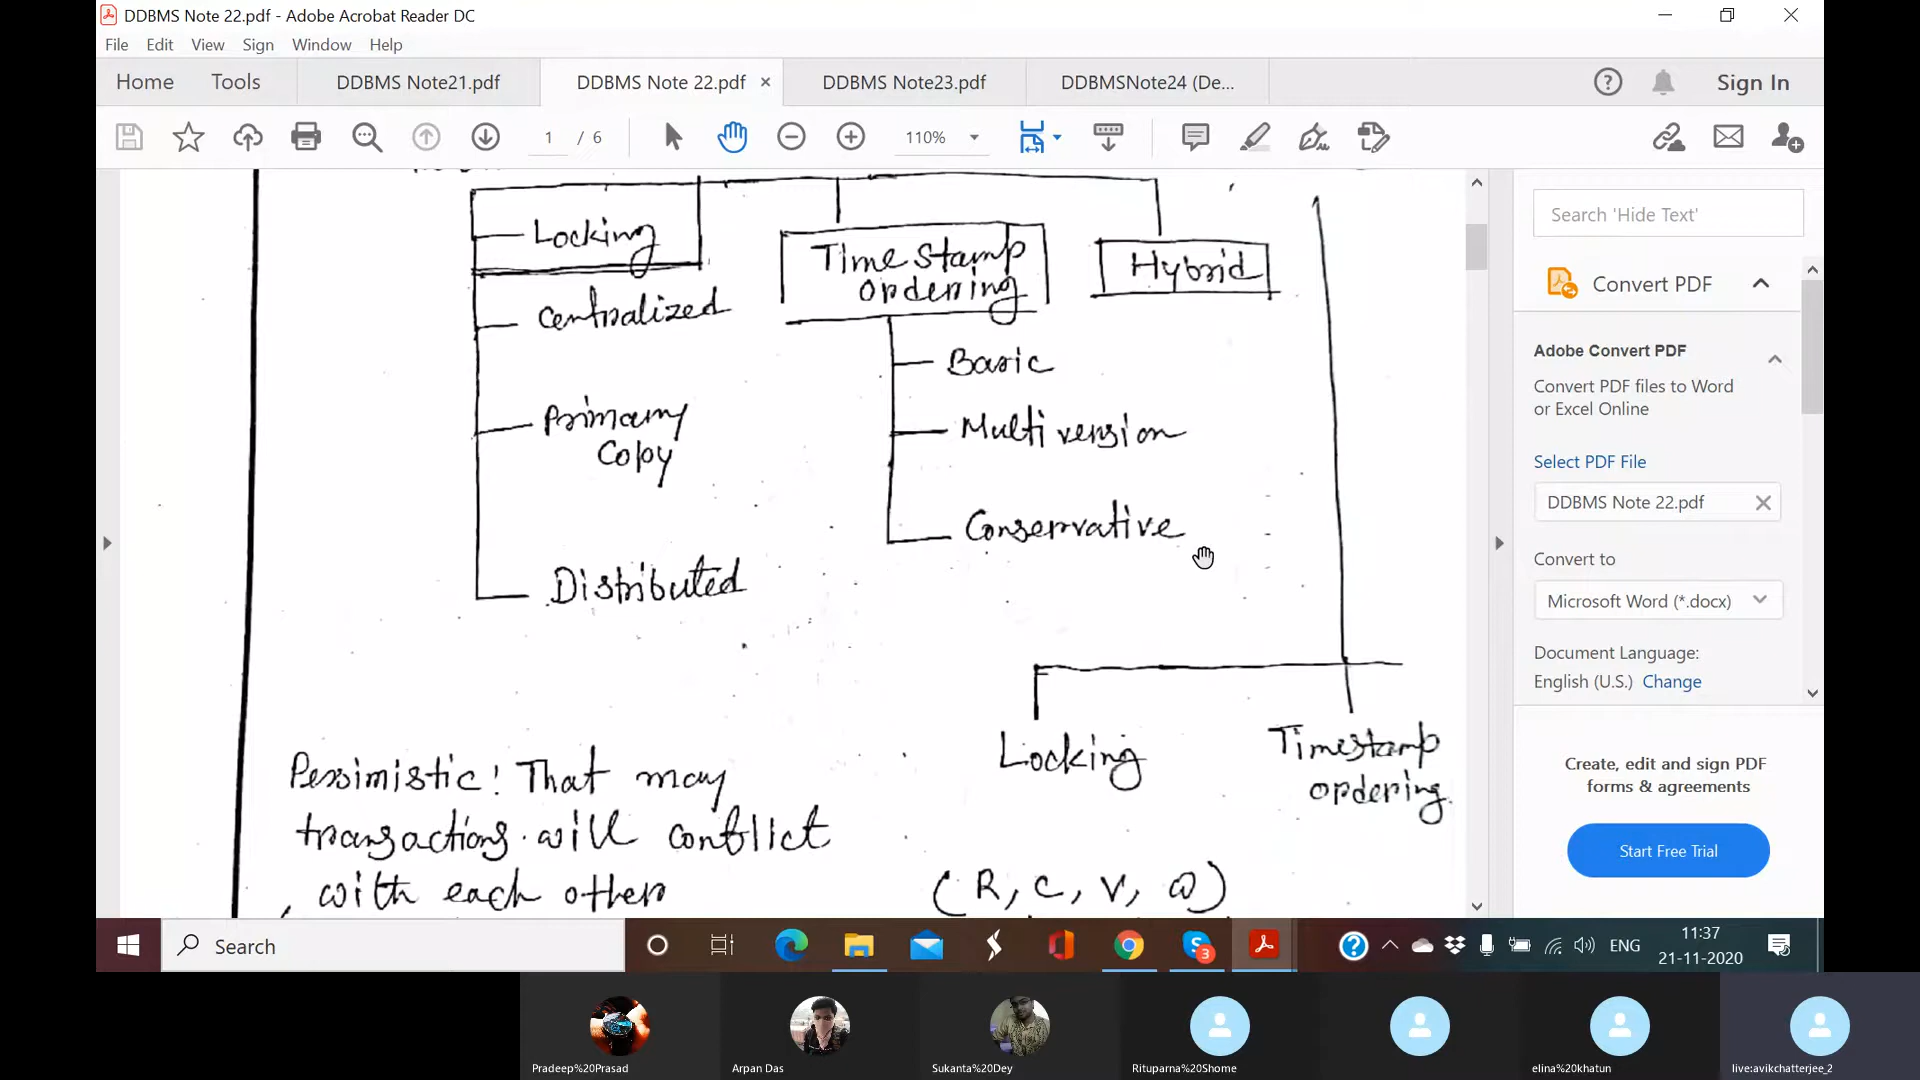 DDBMS Note 22.pdf - Adobe Acrobat Reader DC
File Edit View Sign Window Help
Home Tools DDBMS Note21.pdf DDBMS Note 22.pdf × DDBMS Note23.pdf DDBMSNote24 (De... Sign In
1 / 6 110%
Locking
Time Stamp
ordering
Hybrid
Centralized
Primary
Copy
Distributed
Basic
Multiversion
Conservative
Locking
Timestamp
ordering.
Pessimistic: That may
transactions will conflict
, with each other
(R, C, V, W)
Search 'Hide Text'
Convert PDF
Adobe Convert PDF
Convert PDF files to Word
or Excel Online
Select PDF File
DDBMS Note 22.pdf
Convert to
Microsoft Word (*.docx)
Document Language:
English (U.S.) Change
Create, edit and sign PDF
forms & agreements
Start Free Trial
Search
3
ENG
11:37
21-11-2020
Pradeep%20Prasad Arpan Das Sukanta%20Dey Rituparna%20Shome elina%20khatun live:avikchatterjee_2